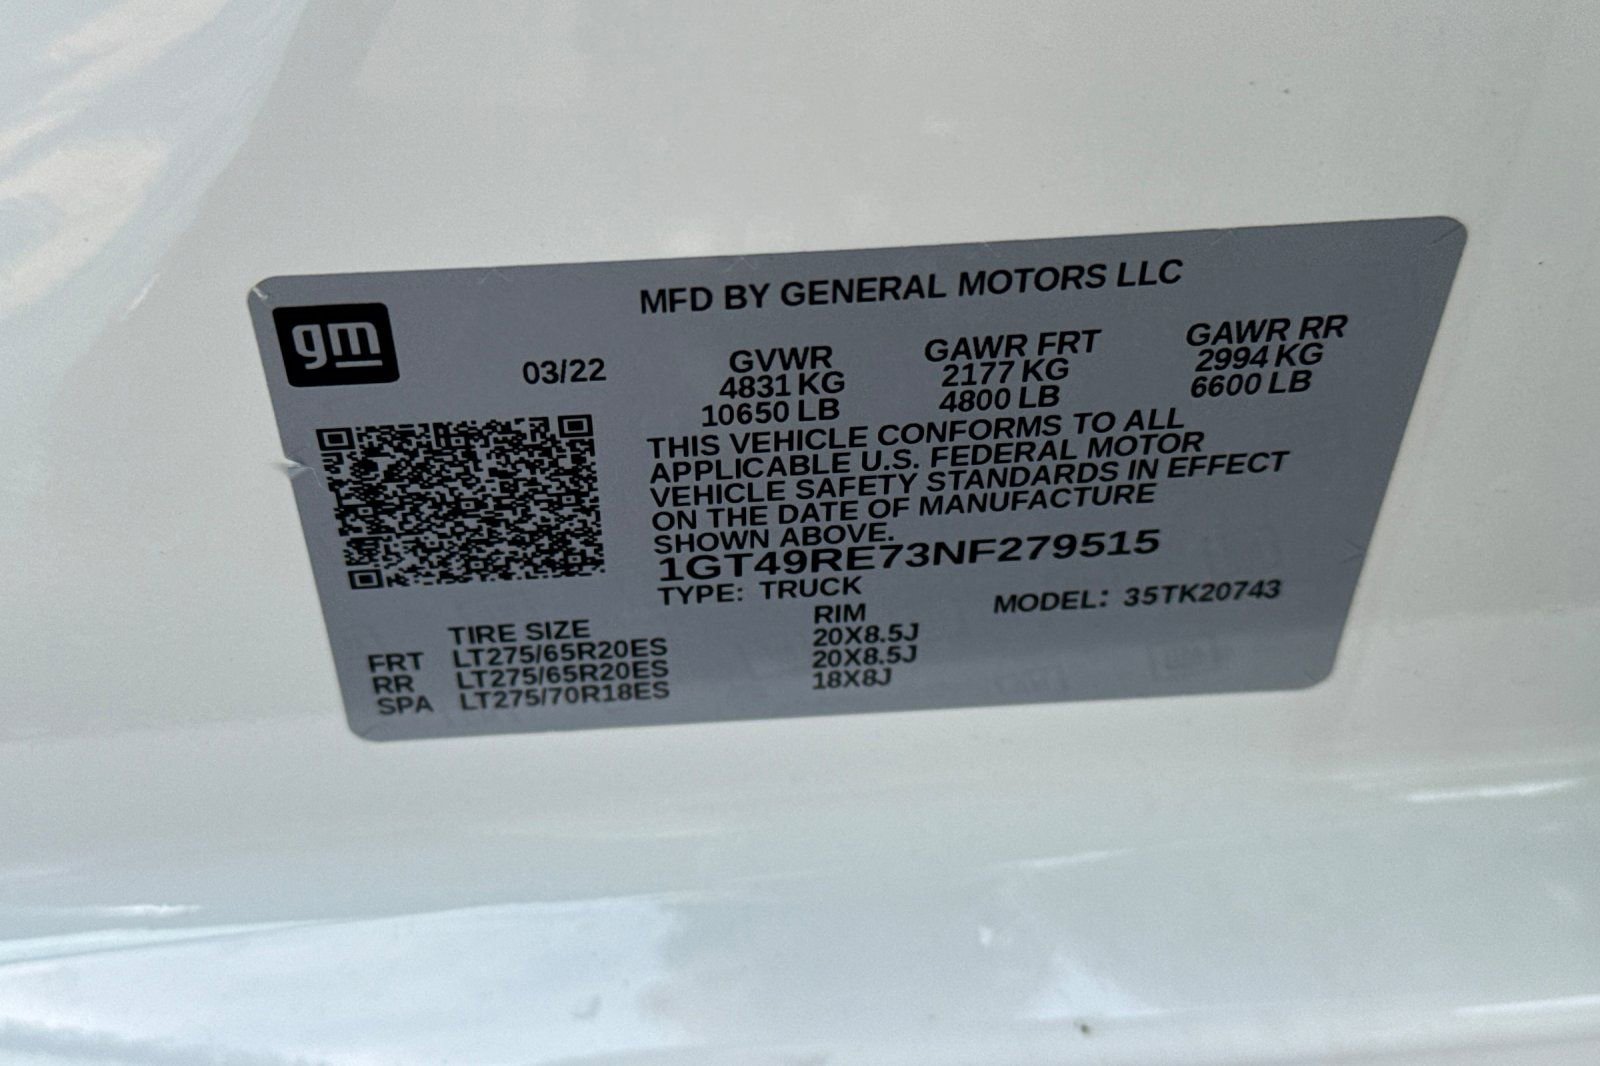 gm
MFD BY GENERAL MOTORS LLC
03/22
GVWR GAWR FRT GAWR RR
4831 KG 2177 KG 2994 KG
10650 LB 4800 LB 6600 LB
THIS VEHICLE CONFORMS TO ALL
APPLICABLE U.S. FEDERAL MOTOR
VEHICLE SAFETY STANDARDS IN EFFECT
ON THE DATE OF MANUFACTURE
SHOWN ABOVE.
1GT49RE73NF279515
TYPE: TRUCK MODEL: 35TK20743
TIRE SIZE RIM
FRT LT275/65R20ES 20X8.5J
RR LT275/65R20ES 20X8.5J
SPA LT275/70R18ES 18X8J